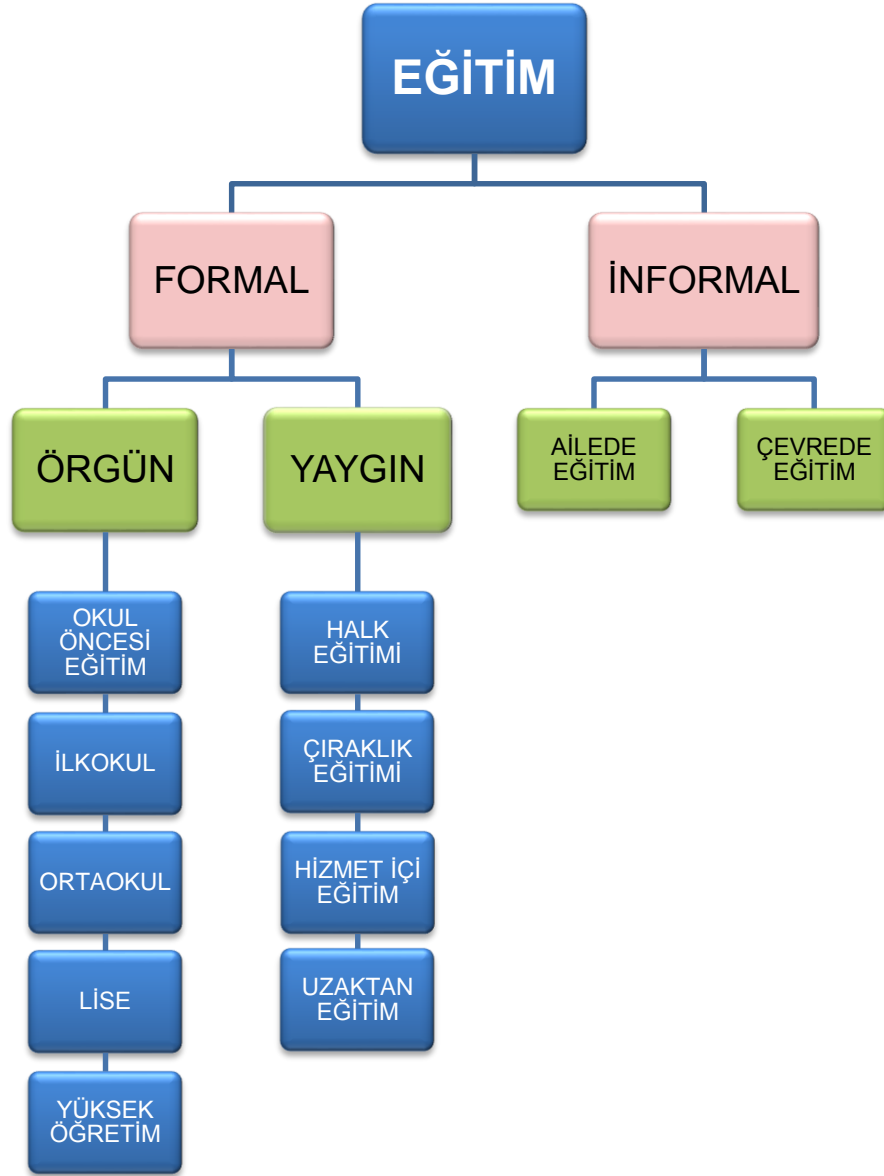 EĞİTİM
FORMAL
İNFORMAL
ÖRGÜN
YAYGIN
AİLEDE
EĞİTİM
ÇEVREDE
EĞİTİM
OKUL
ÖNCESİ
EĞİTİM
İLKOKUL
ORTAOKUL
LİSE
YÜKSEK
ÖĞRETİM
HALK
EĞİTİMİ
ÇIRAKLIK
EĞİTİMİ
HİZMET İÇİ
EĞİTİM
UZAKTAN
EĞİTİM